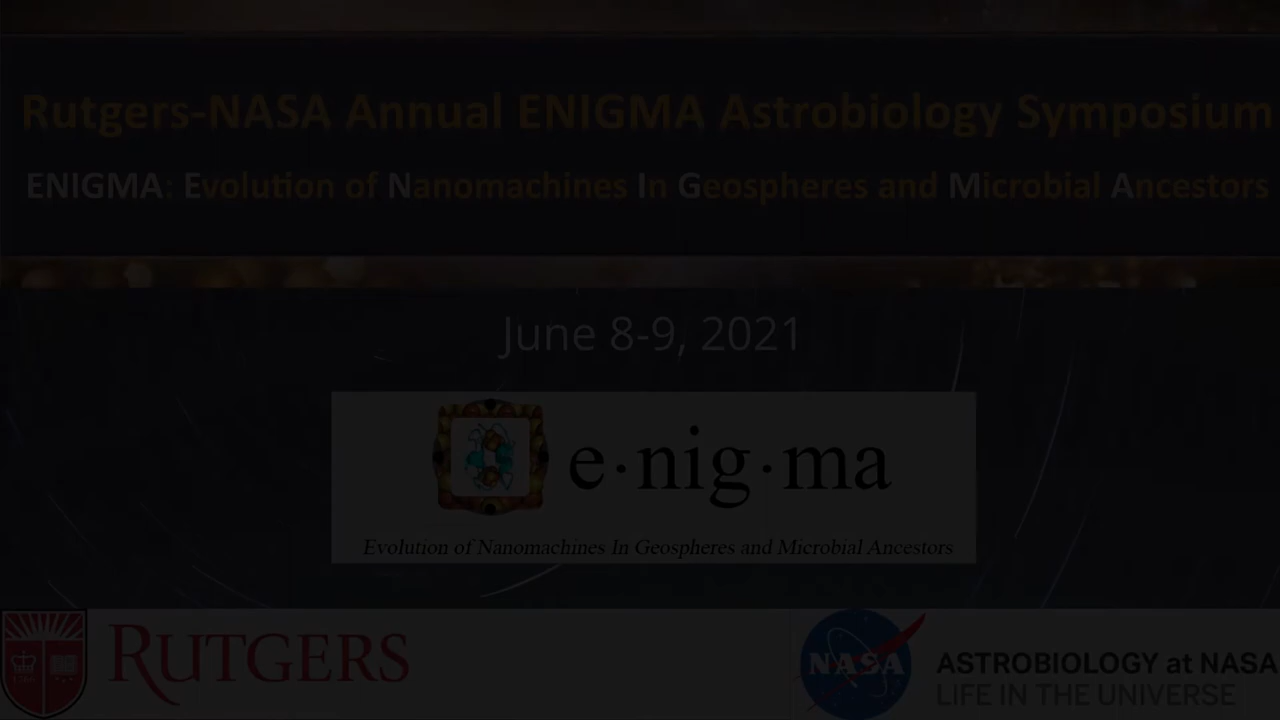 Rutgers-NASA Annual ENIGMA Astrobiology Symposium
ENIGMA: Evolution of Nanomachines In Geospheres and Microbial Ancestors
June 8-9, 2021
e·nig·ma
Evolution of Nanomachines In Geospheres and Microbial Ancestors
RUTGERS
NASA
ASTROBIOLOGY at NASA
LIFE IN THE UNIVERSE